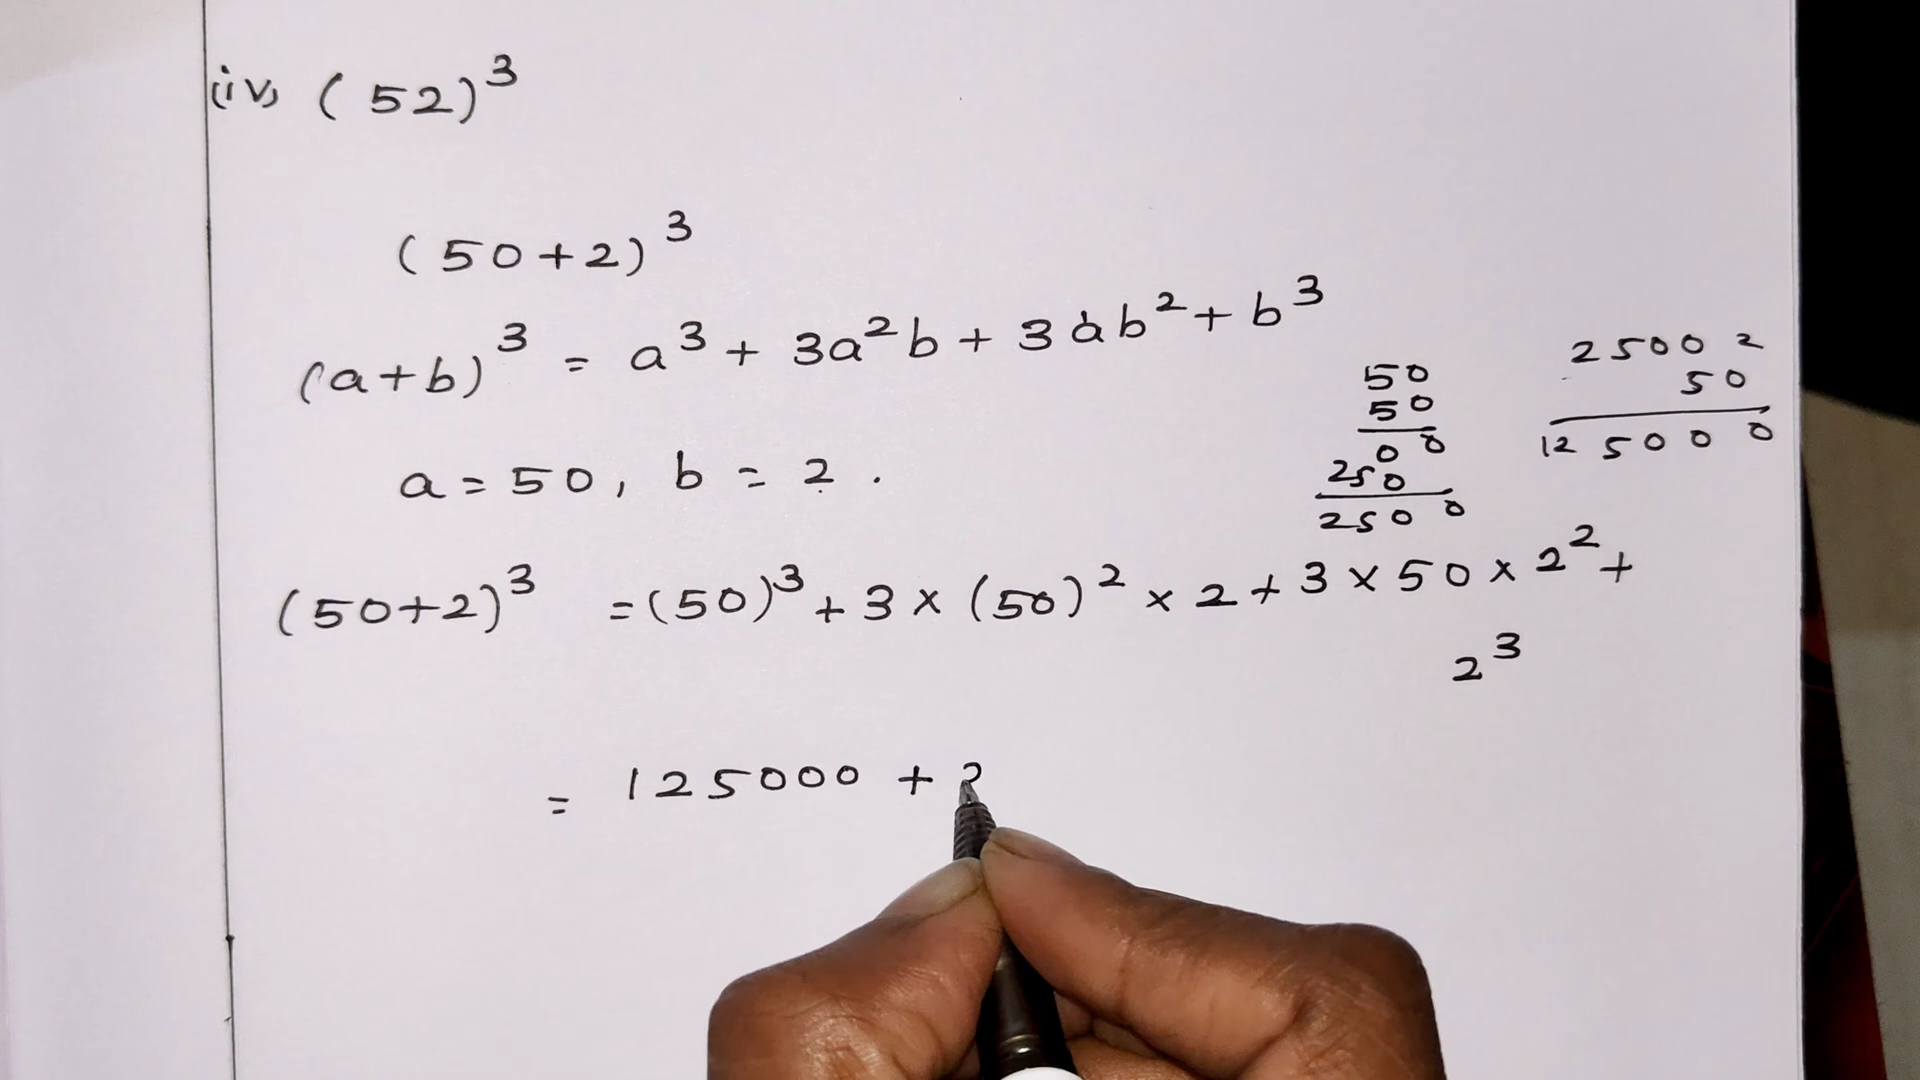 (iv) (52)³
(50+2)³
(a+b)³ = a³ + 3a²b + 3ab² + b³
50
50
00
250
2500
2500 2
50
125000
a = 50, b = 2.
(50+2)³ = (50)³ + 3 × (50)² × 2 + 3 × 50 × 2² +
2³
= 125000 +